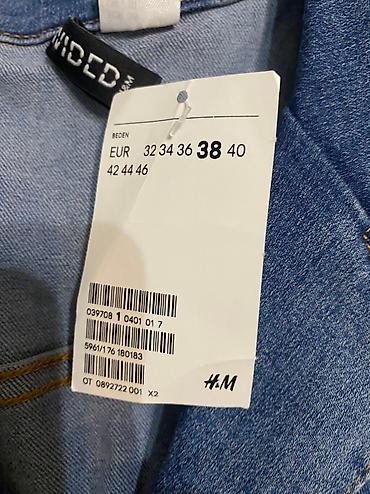 H&M
BEDEN
EUR 32 34 36 38 40
42 44 46
039708 1 0401 01 7
5961/176 180183
OT 0892722 001 X2
H&M